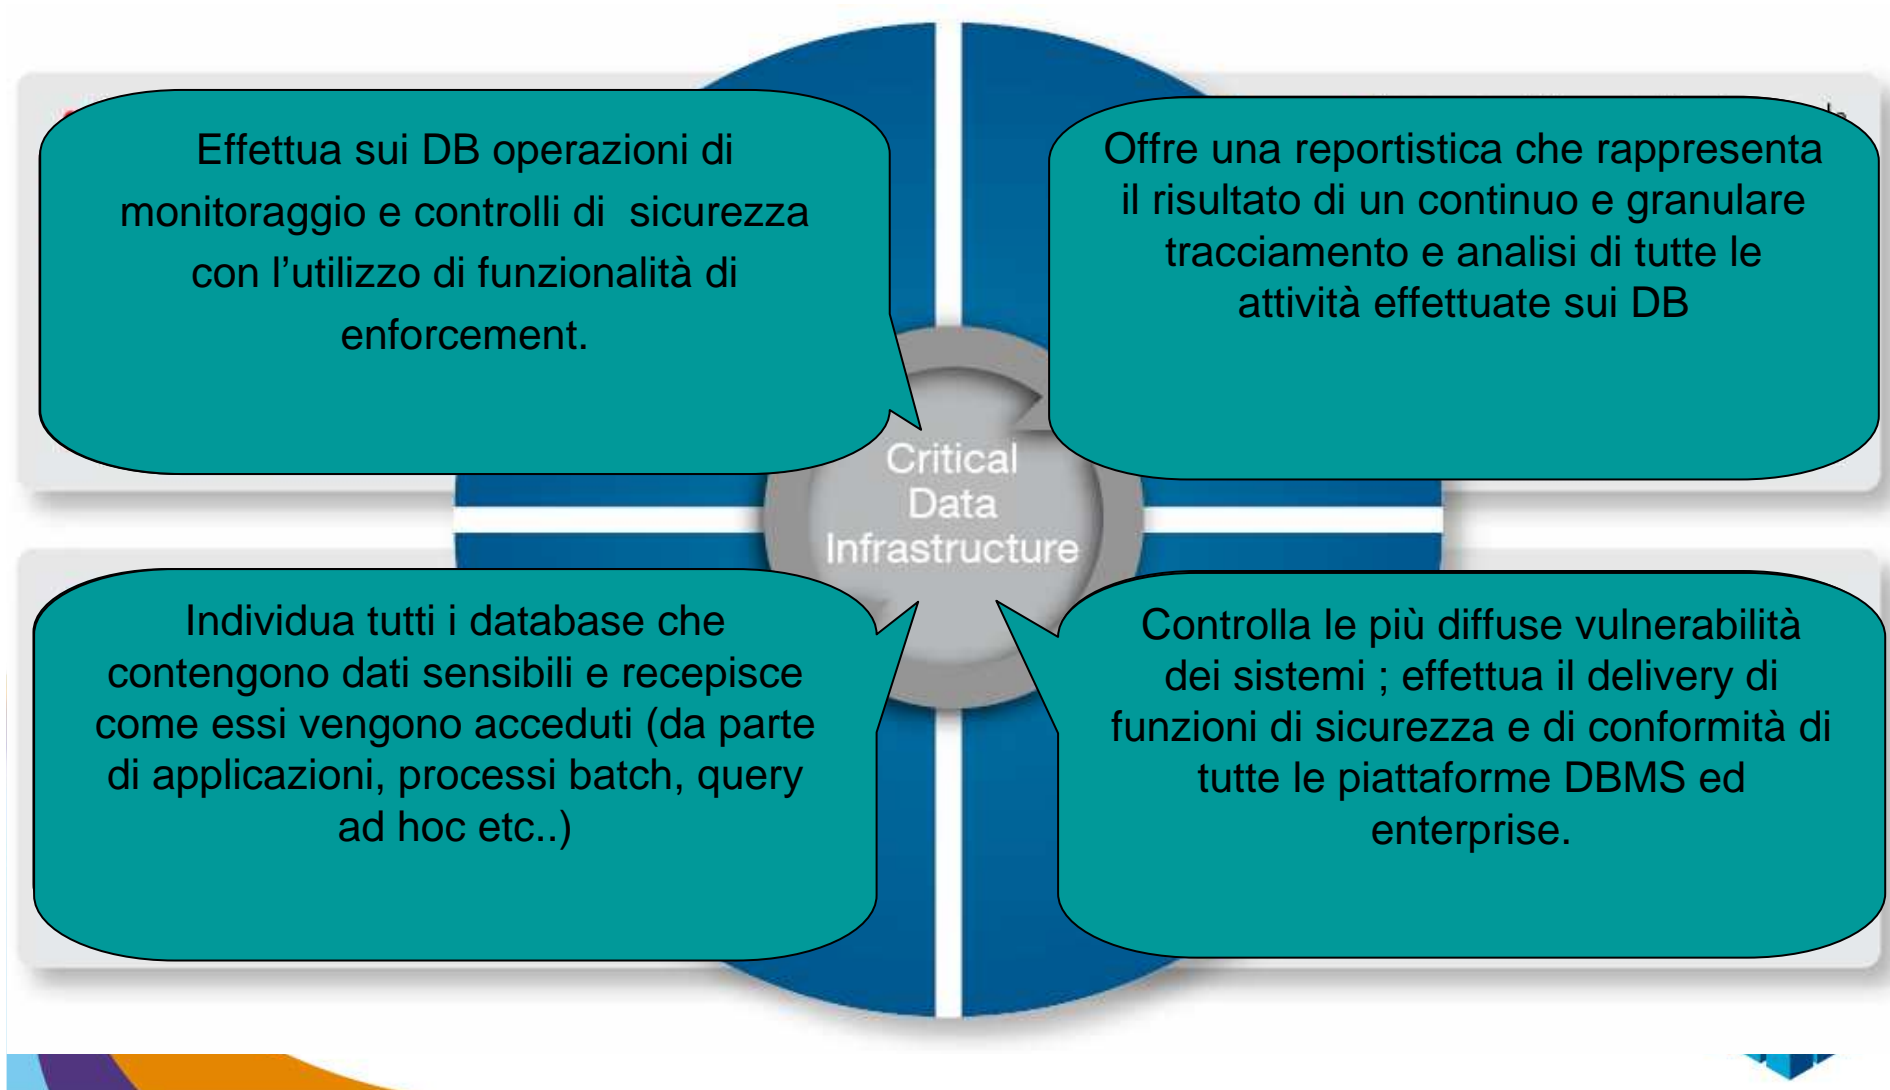 Effettua sui DB operazioni di
monitoraggio e controlli di  sicurezza
con l’utilizzo di funzionalità di
enforcement.
Offre una reportistica che rappresenta
il risultato di un continuo e granulare
tracciamento e analisi di tutte le
attività effettuate sui DB
Critical
Data
Infrastructure
Individua tutti i database che
contengono dati sensibili e recepisce
come essi vengono acceduti (da parte
di applicazioni, processi batch, query
ad hoc etc..)
Controlla le più diffuse vulnerabilità
dei sistemi ; effettua il delivery di
funzioni di sicurezza e di conformità di
tutte le piattaforme DBMS ed
enterprise.